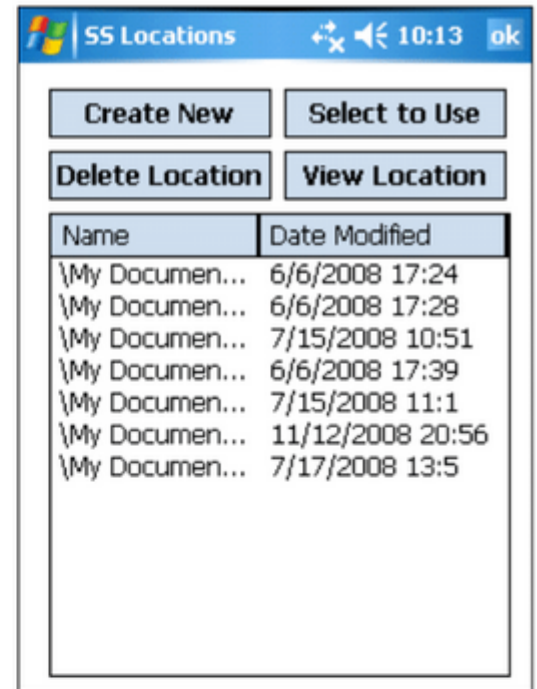 SS Locations 10:13 ok
Create New Select to Use
Delete Location View Location
Name Date Modified
\My Documen... 6/6/2008 17:24
\My Documen... 6/6/2008 17:28
\My Documen... 7/15/2008 10:51
\My Documen... 6/6/2008 17:39
\My Documen... 7/15/2008 11:1
\My Documen... 11/12/2008 20:56
\My Documen... 7/17/2008 13:5